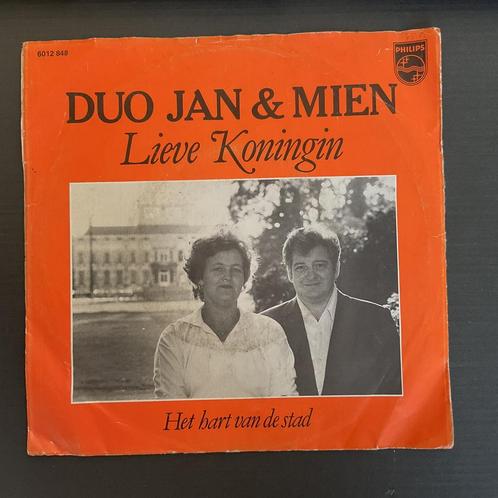 6012 848
PHILIPS
DUO JAN & MIEN
Lieve Koningin
Het hart van de stad